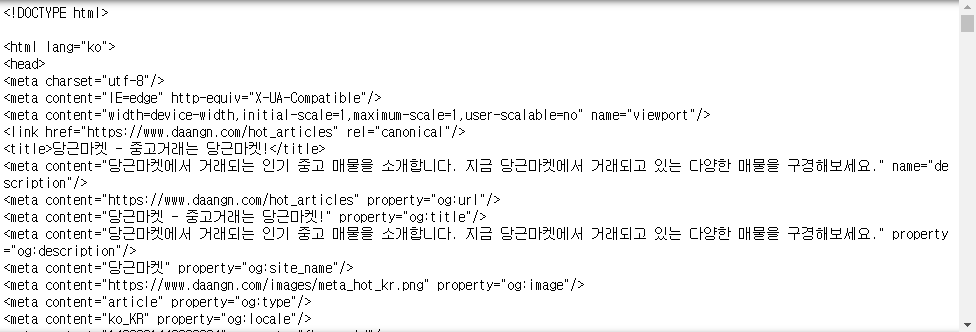 <!DOCTYPE html>
<html lang="ko">
<head>
<meta charset="utf-8"/>
<meta content="IE=edge" http-equiv="X-UA-Compatible"/>
<meta content="width=device-width,initial-scale=1,maximum-scale=1,user-scalable=no" name="viewport"/>
<link href="https://www.daangn.com/hot_articles" rel="canonical"/>
<title>당근마켓 - 중고거래는 당근마켓!</title>
<meta content="당근마켓에서 거래되는 인기 중고 매물을 소개합니다. 지금 당근마켓에서 거래되고 있는 다양한 매물을 구경해보세요." name="de
scription"/>
<meta content="https://www.daangn.com/hot_articles" property="og:url"/>
<meta content="당근마켓 - 중고거래는 당근마켓!" property="og:title"/>
<meta content="당근마켓에서 거래되는 인기 중고 매물을 소개합니다. 지금 당근마켓에서 거래되고 있는 다양한 매물을 구경해보세요." property
="og:description"/>
<meta content="당근마켓" property="og:site_name"/>
<meta content="https://www.daangn.com/images/meta_hot_kr.png" property="og:image"/>
<meta content="article" property="og:type"/>
<meta content="ko_KR" property="og:locale"/>